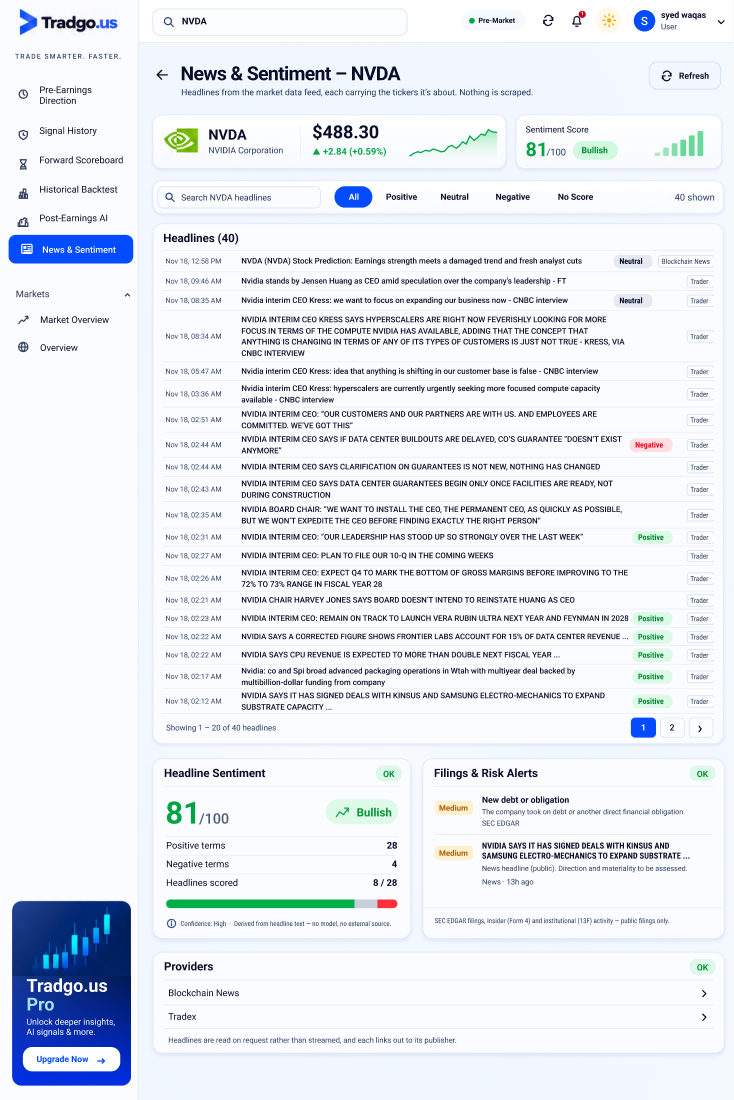 Tradgo.us
TRADE SMARTER. FASTER.
Pre-Earnings
Direction
Signal History
Forward Scoreboard
Historical Backtest
Post-Earnings AI
News & Sentiment
Markets
Market Overview
Overview
Tradgo.us
Pro
Unlock deeper insights,
AI signals & more.
Upgrade Now
NVDA
Pre-Market
1
S
syed waqas
User
News & Sentiment – NVDA
Headlines from the market data feed, each carrying the tickers it's about. Nothing is scraped.
Refresh
NVDA
NVIDIA Corporation
$488.30
▲ +2.84 (+0.59%)
Sentiment Score
81/100 Bullish
Search NVDA headlines
All Positive Neutral Negative No Score
40 shown
Headlines (40)
Nov 18, 12:58 PM NVDA (NVDA) Stock Prediction: Earnings strength meets a damaged trend and fresh analyst cuts Neutral Blockchain News
Nov 18, 09:46 AM Nvidia stands by Jensen Huang as CEO amid speculation over the company's leadership - FT Trader
Nov 18, 08:35 AM Nvidia interim CEO Kress: we want to focus on expanding our business now - CNBC interview Neutral Trader
Nov 18, 08:34 AM NVIDIA INTERIM CEO KRESS SAYS HYPERSCALERS ARE RIGHT NOW FEVERISHLY LOOKING FOR MORE
FOCUS IN TERMS OF THE COMPUTE NVIDIA HAS AVAILABLE, ADDING THAT THE CONCEPT THAT
ANYTHING IS CHANGING IN TERMS OF ANY OF ITS TYPES OF CUSTOMERS IS JUST NOT TRUE - KRESS, VIA
CNBC INTERVIEW Trader
Nov 18, 05:47 AM Nvidia interim CEO Kress: idea that anything is shifting in our customer base is false - CNBC interview Trader
Nov 18, 03:36 AM Nvidia interim CEO Kress: hyperscalers are currently urgently seeking more focused compute capacity
available - CNBC interview Trader
Nov 18, 02:51 AM NVIDIA INTERIM CEO: “OUR CUSTOMERS AND OUR PARTNERS ARE WITH US. AND EMPLOYEES ARE
COMMITTED. WE'VE GOT THIS” Trader
Nov 18, 02:44 AM NVIDIA INTERIM CEO SAYS IF DATA CENTER BUILDOUTS ARE DELAYED, CO'S GUARANTEE “DOESN'T EXIST
ANYMORE” Negative Trader
Nov 18, 02:44 AM NVIDIA INTERIM CEO SAYS CLARIFICATION ON GUARANTEES IS NOT NEW, NOTHING HAS CHANGED Trader
Nov 18, 02:43 AM NVIDIA INTERIM CEO SAYS DATA CENTER GUARANTEES BEGIN ONLY ONCE FACILITIES ARE READY, NOT
DURING CONSTRUCTION Trader
Nov 18, 02:35 AM NVIDIA BOARD CHAIR: “WE WANT TO INSTALL THE CEO, THE PERMANENT CEO, AS QUICKLY AS POSSIBLE,
BUT WE WON'T EXPEDITE THE CEO BEFORE FINDING EXACTLY THE RIGHT PERSON” Trader
Nov 18, 02:31 AM NVIDIA INTERIM CEO: “OUR LEADERSHIP HAS STOOD UP SO STRONGLY OVER THE LAST WEEK” Positive Trader
Nov 18, 02:27 AM NVIDIA INTERIM CEO: PLAN TO FILE OUR 10-Q IN THE COMING WEEKS Trader
Nov 18, 02:26 AM NVIDIA INTERIM CEO: EXPECT Q4 TO MARK THE BOTTOM OF GROSS MARGINS BEFORE IMPROVING TO THE
72% TO 73% RANGE IN FISCAL YEAR 28 Trader
Nov 18, 02:21 AM NVIDIA CHAIR HARVEY JONES SAYS BOARD DOESN'T INTEND TO REINSTATE HUANG AS CEO Trader
Nov 18, 02:23 AM NVIDIA INTERIM CEO: REMAIN ON TRACK TO LAUNCH VERA RUBIN ULTRA NEXT YEAR AND FEYNMAN IN 2028 Positive Trader
Nov 18, 02:22 AM NVIDIA SAYS A CORRECTED FIGURE SHOWS FRONTIER LABS ACCOUNT FOR 15% OF DATA CENTER REVENUE ... Positive Trader
Nov 18, 02:22 AM NVIDIA SAYS CPU REVENUE IS EXPECTED TO MORE THAN DOUBLE NEXT FISCAL YEAR ... Positive Trader
Nov 18, 02:17 AM Nvidia: co and Spi broad advanced packaging operations in Wtah with multiyear deal backed by
multibillion-dollar funding from company Positive Trader
Nov 18, 02:12 AM NVIDIA SAYS IT HAS SIGNED DEALS WITH KINSUS AND SAMSUNG ELECTRO-MECHANICS TO EXPAND
SUBSTRATE CAPACITY ... Positive Trader
Showing 1 – 20 of 40 headlines
1 2 ›
Headline Sentiment OK
81/100 Bullish
Positive terms 28
Negative terms 4
Headlines scored 8 / 28
Confidence: High · Derived from headline text — no model, no external source.
Filings & Risk Alerts OK
Medium
New debt or obligation
The company took on debt or another direct financial obligation.
SEC EDGAR
Medium
NVIDIA SAYS IT HAS SIGNED DEALS WITH KINSUS AND
SAMSUNG ELECTRO-MECHANICS TO EXPAND SUBSTRATE ...
News headline (public). Direction and materiality to be assessed.
News · 13h ago
SEC EDGAR filings, Insider (Form 4) and institutional (13F) activity — public filings only.
Providers OK
Blockchain News
Tradex
Headlines are read on request rather than streamed, and each links out to its publisher.